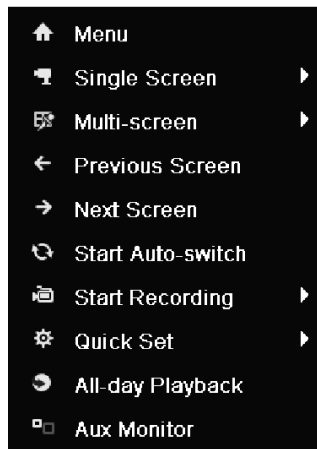 Menu
Single Screen
Multi-screen
Previous Screen
Next Screen
Start Auto-switch
Start Recording
Quick Set
All-day Playback
Aux Monitor